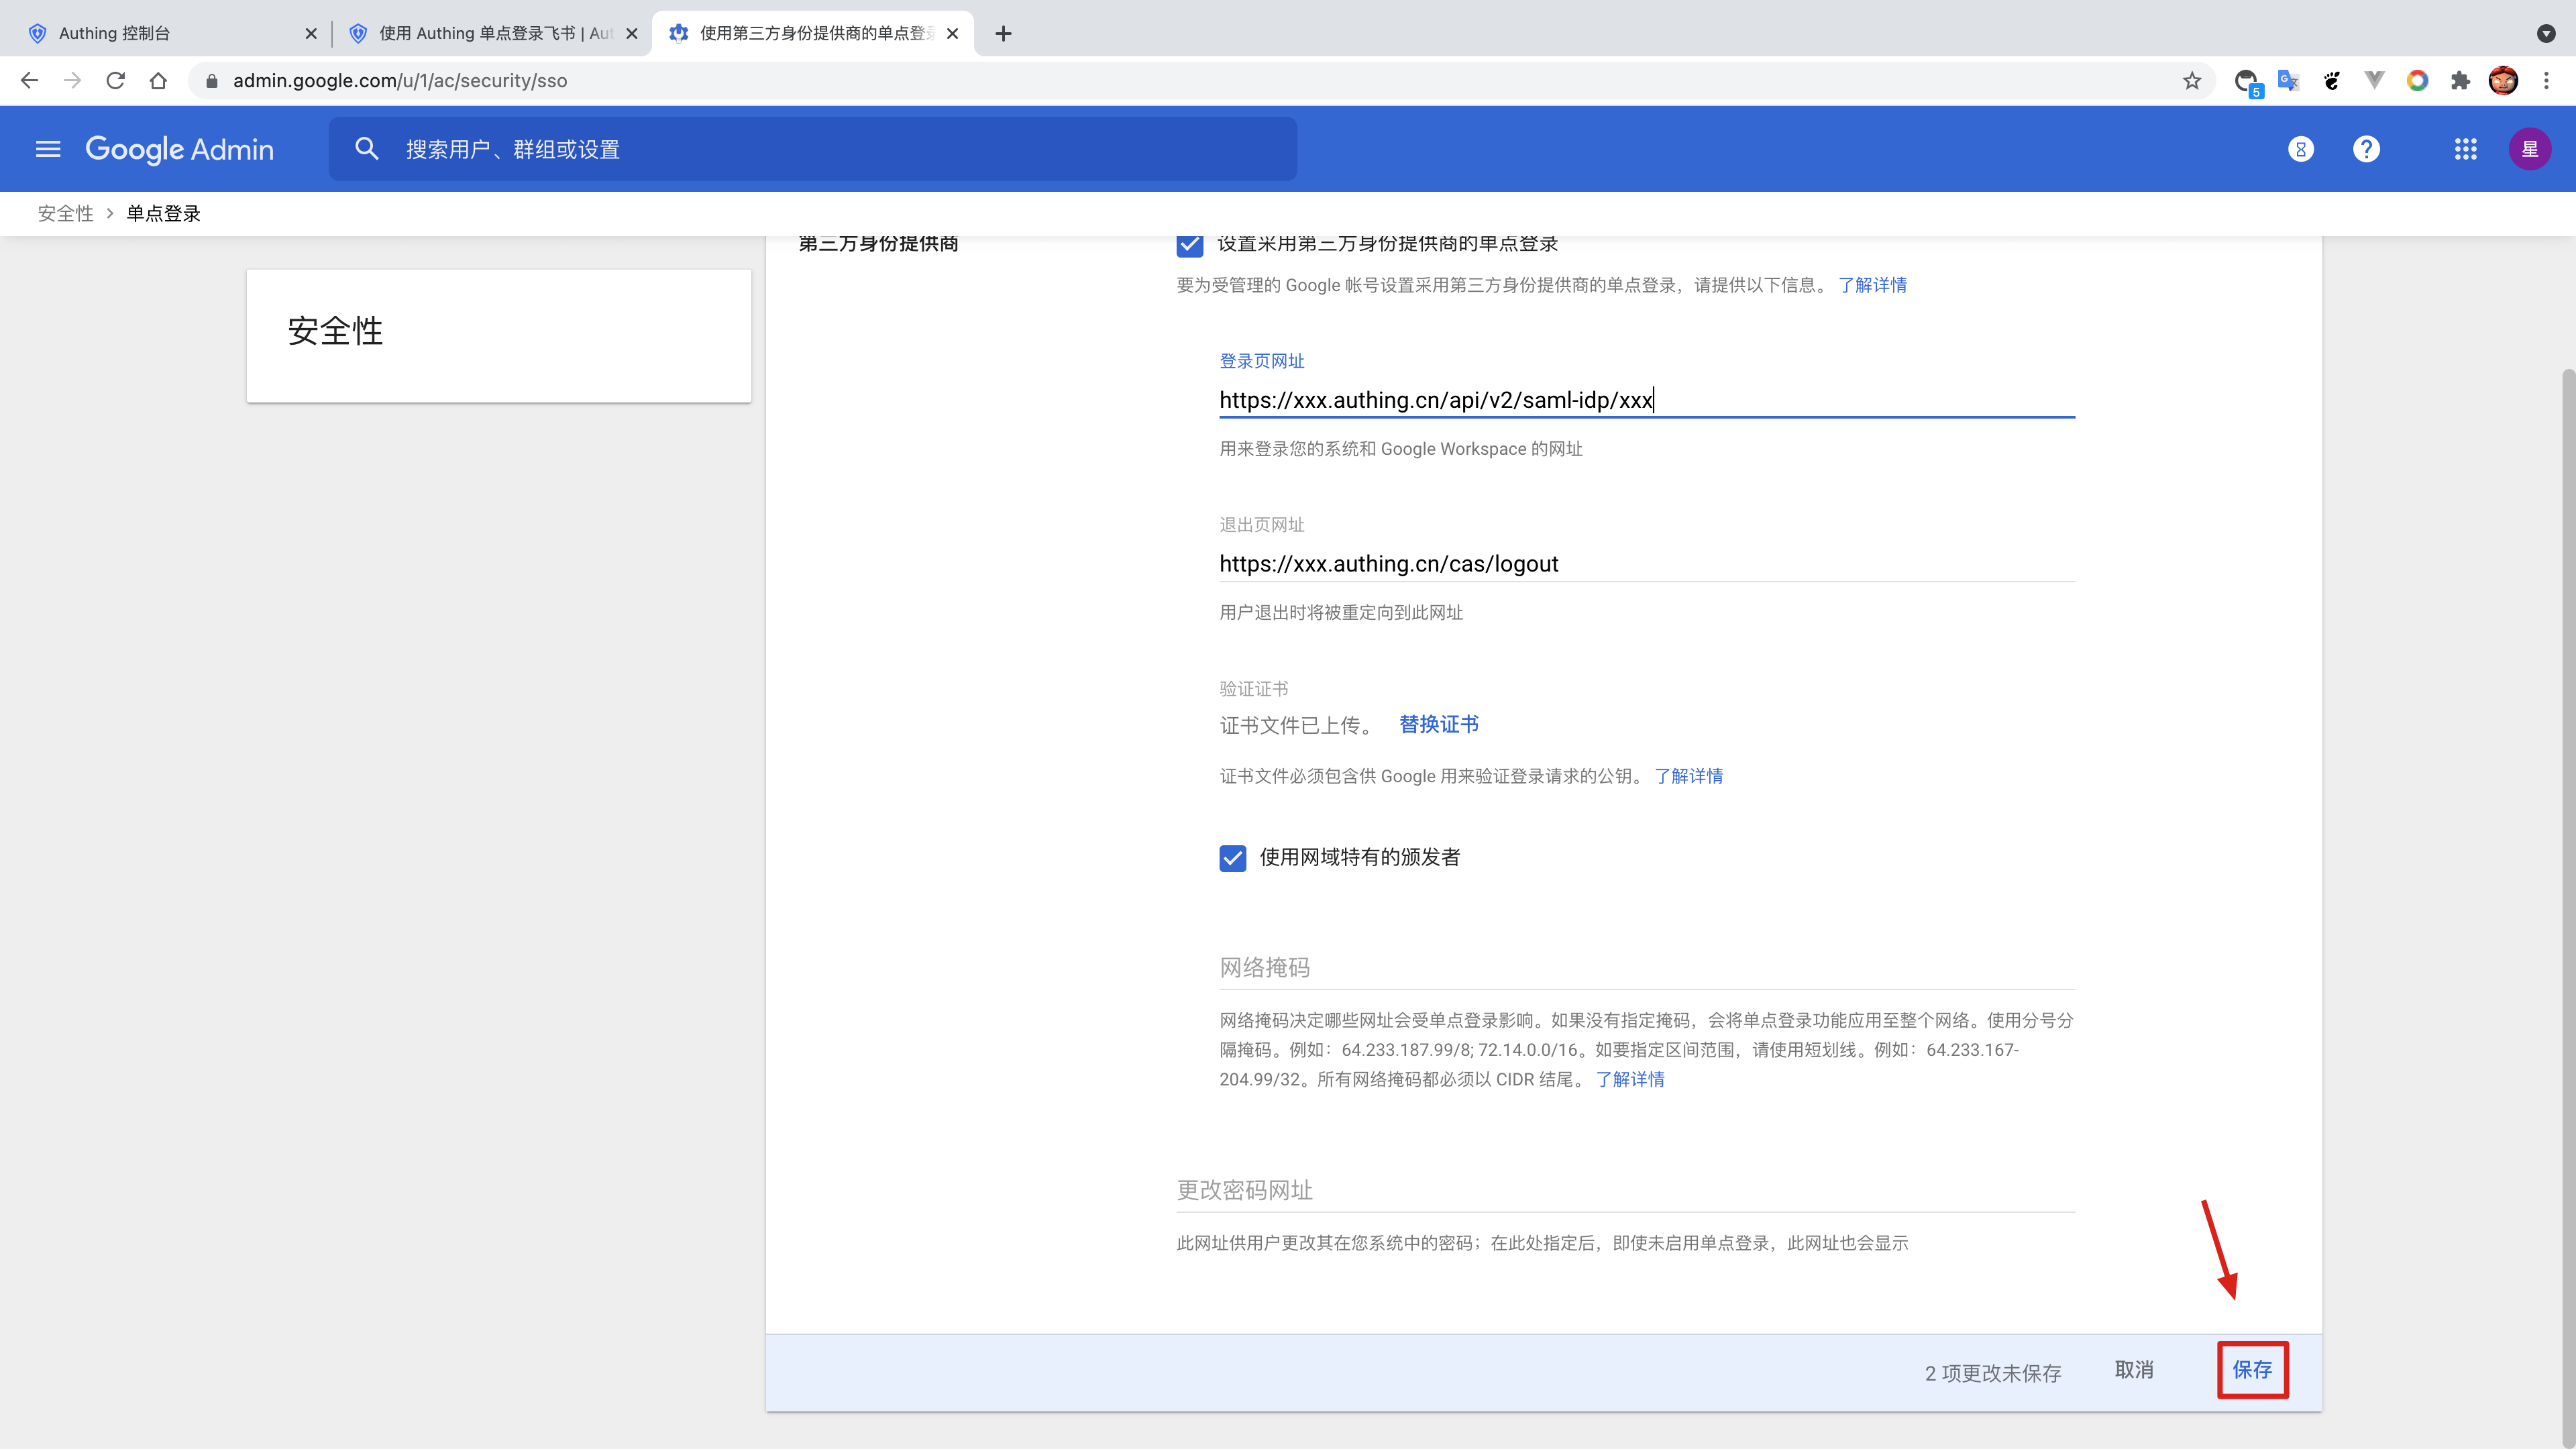 Authing 控制台
使用 Authing 单点登录飞书 | Aut
使用第三方身份提供商的单点登录
admin.google.com/u/1/ac/security/sso
5
Google Admin
搜索用户、群组或设置
星
安全性 > 单点登录
第三方身份提供商
设置采用第三方身份提供商的单点登录
要为受管理的 Google 帐号设置采用第三方身份提供商的单点登录，请提供以下信息。 了解详情
安全性
登录页网址
https://xxx.authing.cn/api/v2/saml-idp/xxx
用来登录您的系统和 Google Workspace 的网址
退出页网址
https://xxx.authing.cn/cas/logout
用户退出时将被重定向到此网址
验证证书
证书文件已上传。 替换证书
证书文件必须包含供 Google 用来验证登录请求的公钥。 了解详情
使用网域特有的颁发者
网络掩码
网络掩码决定哪些网址会受单点登录影响。如果没有指定掩码，会将单点登录功能应用至整个网络。使用分号分
隔掩码。例如：64.233.187.99/8; 72.14.0.0/16。如要指定区间范围，请使用短划线。例如：64.233.167-
204.99/32。所有网络掩码都必须以 CIDR 结尾。 了解详情
更改密码网址
此网址供用户更改其在您系统中的密码；在此处指定后，即使未启用单点登录，此网址也会显示
2 项更改未保存 取消 保存